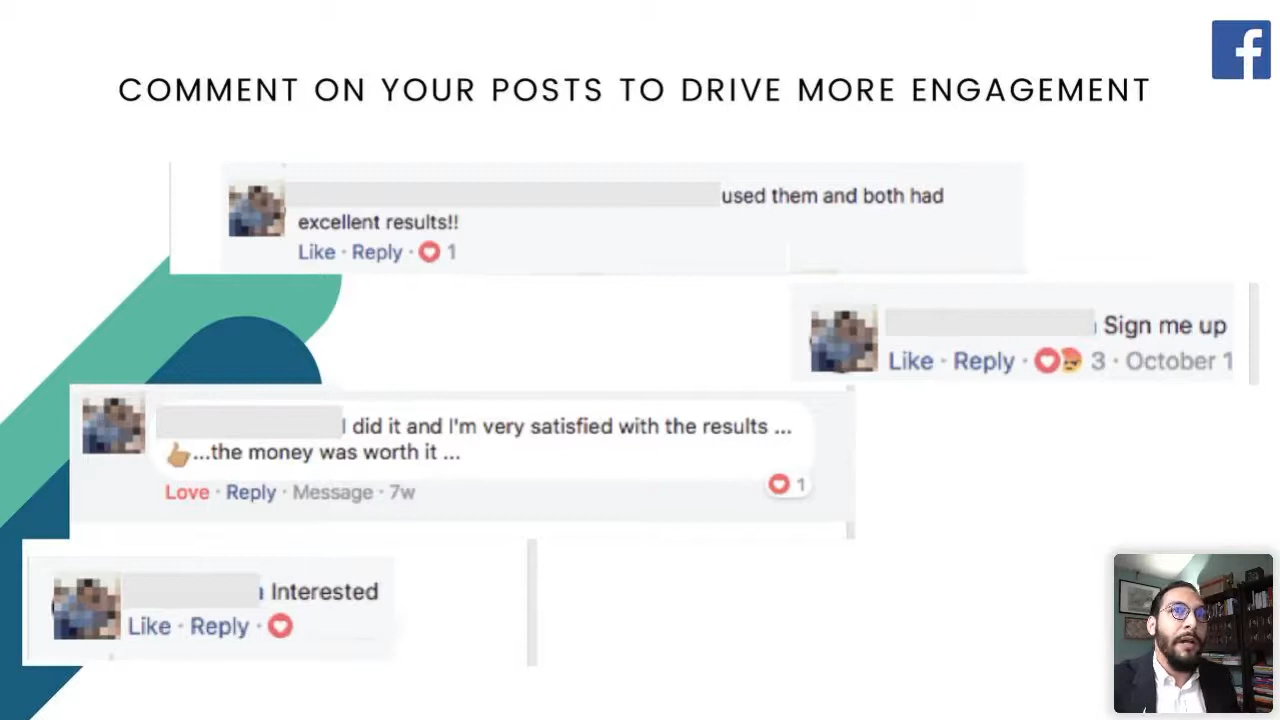 COMMENT ON YOUR POSTS TO DRIVE MORE ENGAGEMENT
used them and both had
excellent results!!
Like · Reply · 1
Sign me up
Like · Reply · 3 · October 1
I did it and I'm very satisfied with the results ...
...the money was worth it ...
Love · Reply · Message · 7w
1
Interested
Like · Reply ·